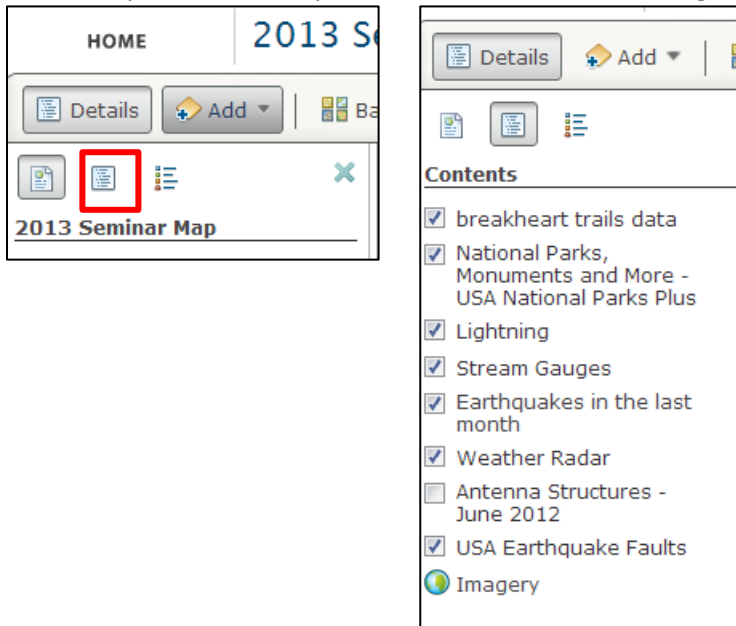 HOME
2013 Se
Details
Add
Ba
2013 Seminar Map
Details
Add
Contents
breakheart trails data
National Parks,
Monuments and More -
USA National Parks Plus
Lightning
Stream Gauges
Earthquakes in the last
month
Weather Radar
Antenna Structures -
June 2012
USA Earthquake Faults
Imagery